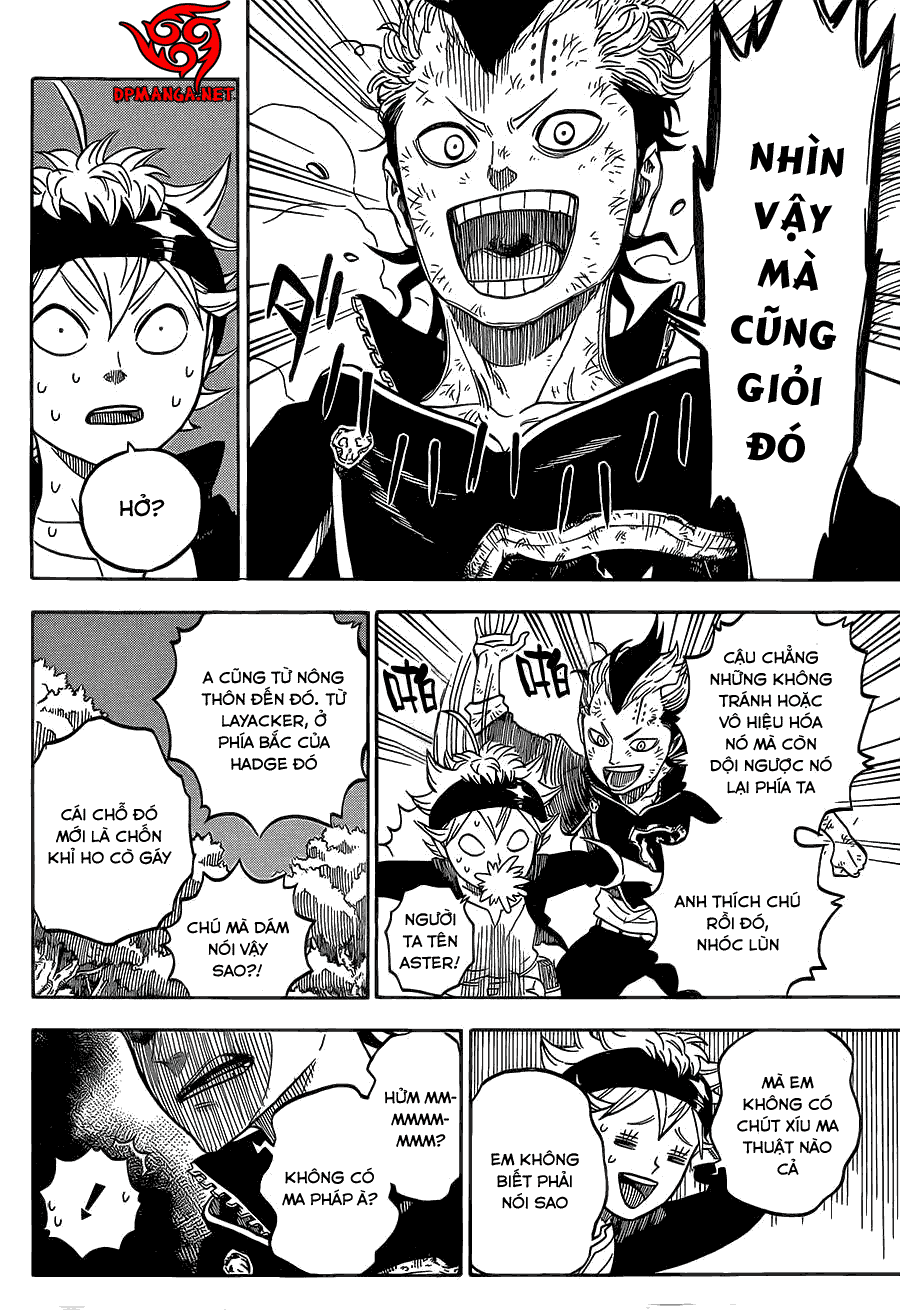 DPMANGA.NET
NHÌN
VẬY
MÀ
CŨNG
GIỎI
ĐÓ
HỞ?
CẬU CHẲNG
NHỮNG KHÔNG
TRÁNH HOẶC
VÔ HIỆU HÓA
NÓ MÀ CÒN
DỘI NGƯỢC NÓ
LẠI PHÍA TA
ANH THÍCH CHÚ
RỒI ĐÓ,
NHÓC LÙN
NGƯỜI
TA TÊN
ASTER!
A CŨNG TỪ NÔNG
THÔN ĐẾN ĐÓ. TỪ
LAYACKER, Ở
PHÍA BẮC CỦA
HADGE ĐÓ
CÁI CHỖ ĐÓ
MỚI LÀ CHỐN
KHỈ HO CÒ GÁY
CHÚ MÀ DÁM
NÓI VẬY
SAO?!
MÀ EM
KHÔNG CÓ
CHÚT XÍU MA
THUẬT NÀO
CẢ
EM KHÔNG
BIẾT PHẢI
NÓI SAO
HỬM MM-
MMMM-
MMM?
KHÔNG CÓ
MA PHÁP À?
!